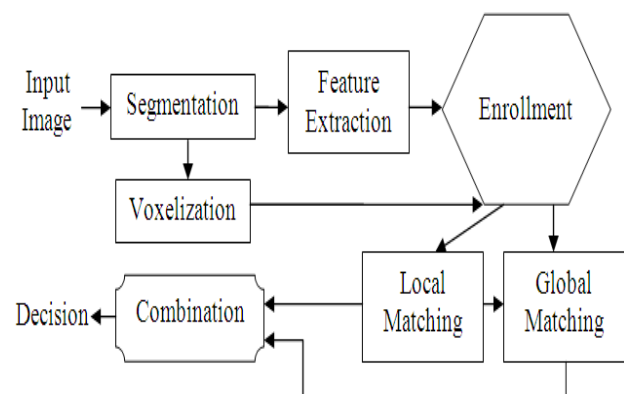 Input
Image
Segmentation
Feature
Extraction
Enrollment
Voxelization
Local
Matching
Global
Matching
Combination
Decision